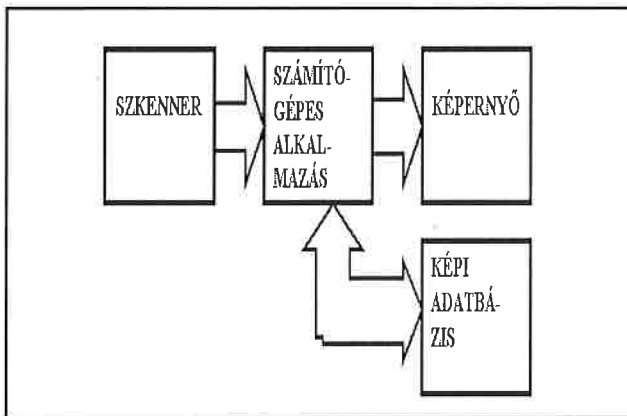 SZKENNER
SZÁMÍTÓ-
GÉPES
ALKAL-
MAZÁS
KÉPERNYŐ
KÉPI
ADATBÁ-
ZIS